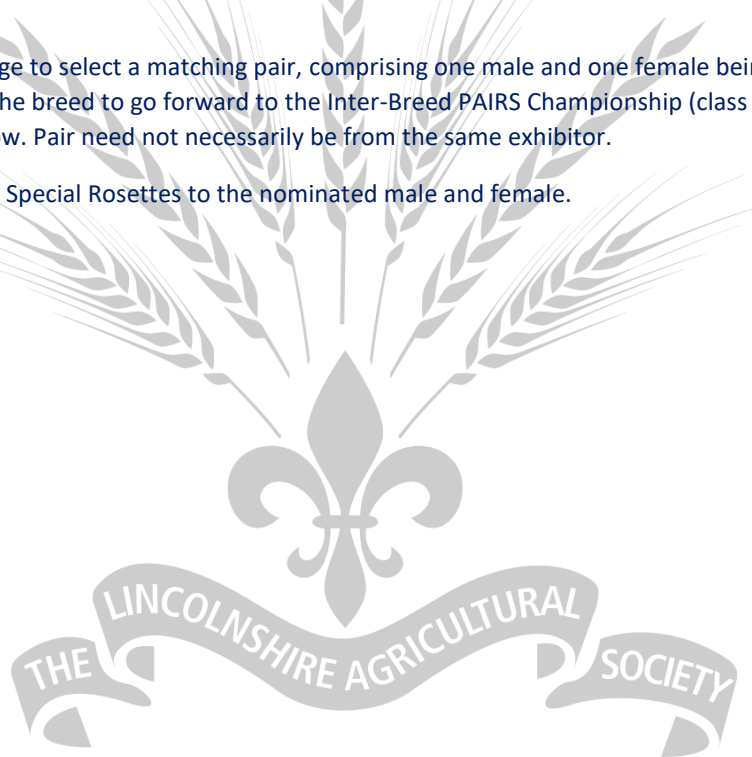 ge to select a matching pair, comprising one male and one female bein
he breed to go forward to the Inter-Breed PAIRS Championship (class
ow. Pair need not necessarily be from the same exhibitor.
Special Rosettes to the nominated male and female.
THE LINCOLNSHIRE AGRICULTURAL SOCIETY